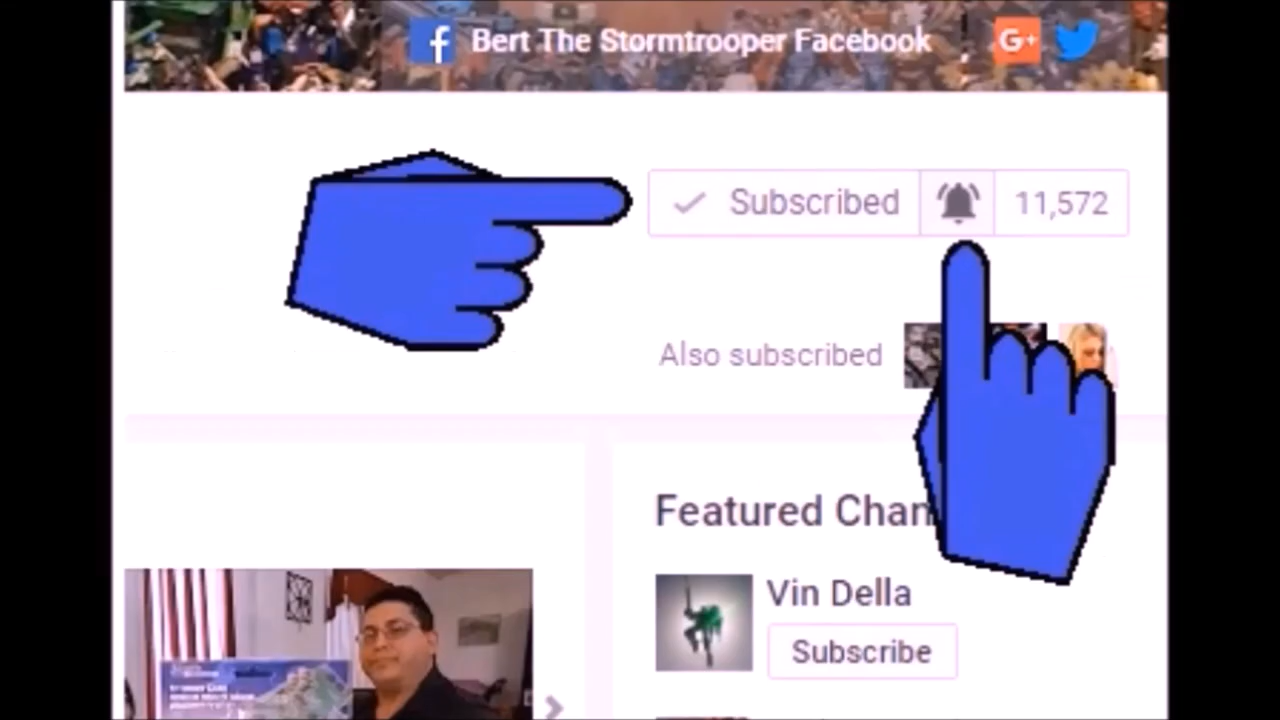 f Bert The Stormtrooper Facebook G+
Subscribed 11,572
Also subscribed
Featured Chan
Vin Della
Subscribe